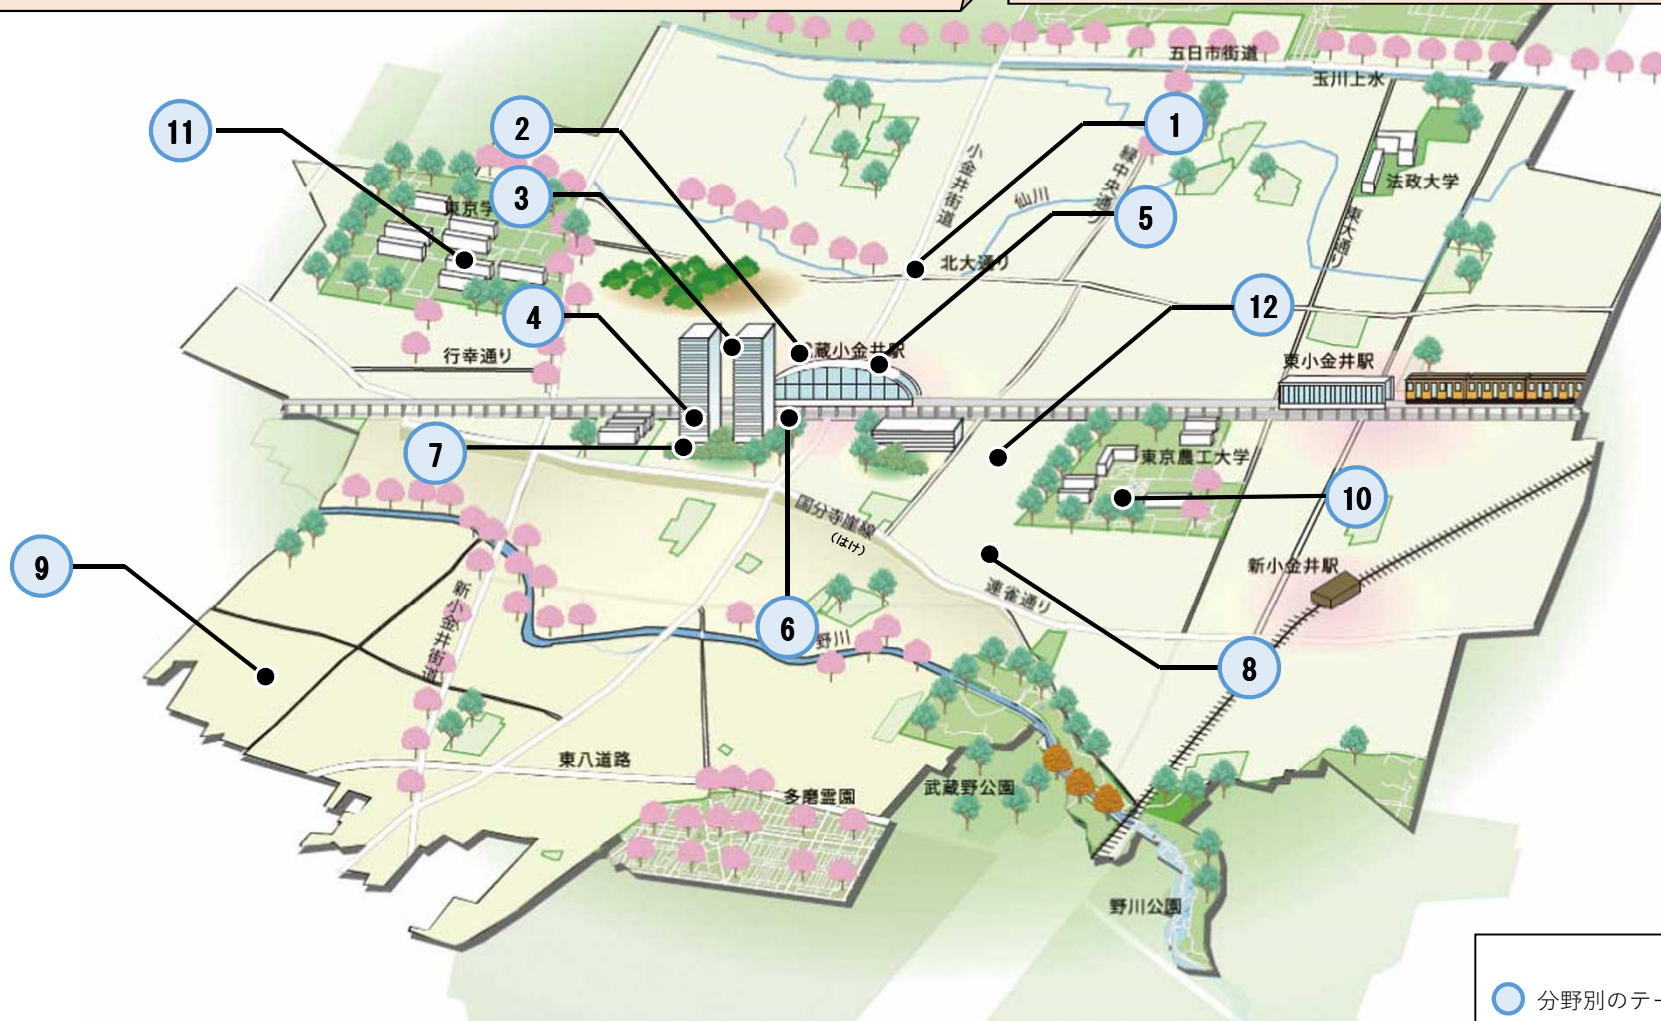 五日市街道
玉川上水
11
2
1
小金井街道
緑中央通り
法政大学
3
東京学
仙川
5
東大通り
北大通り
12
4
蔵小金井駅
行幸通り
東小金井駅
7
東京農工大学
10
国分寺崖線
(はけ)
9
新小金井駅
連雀通り
新小金井街道
6
野川
8
東八道路
武蔵野公園
多磨霊園
野川公園
分野別のテー